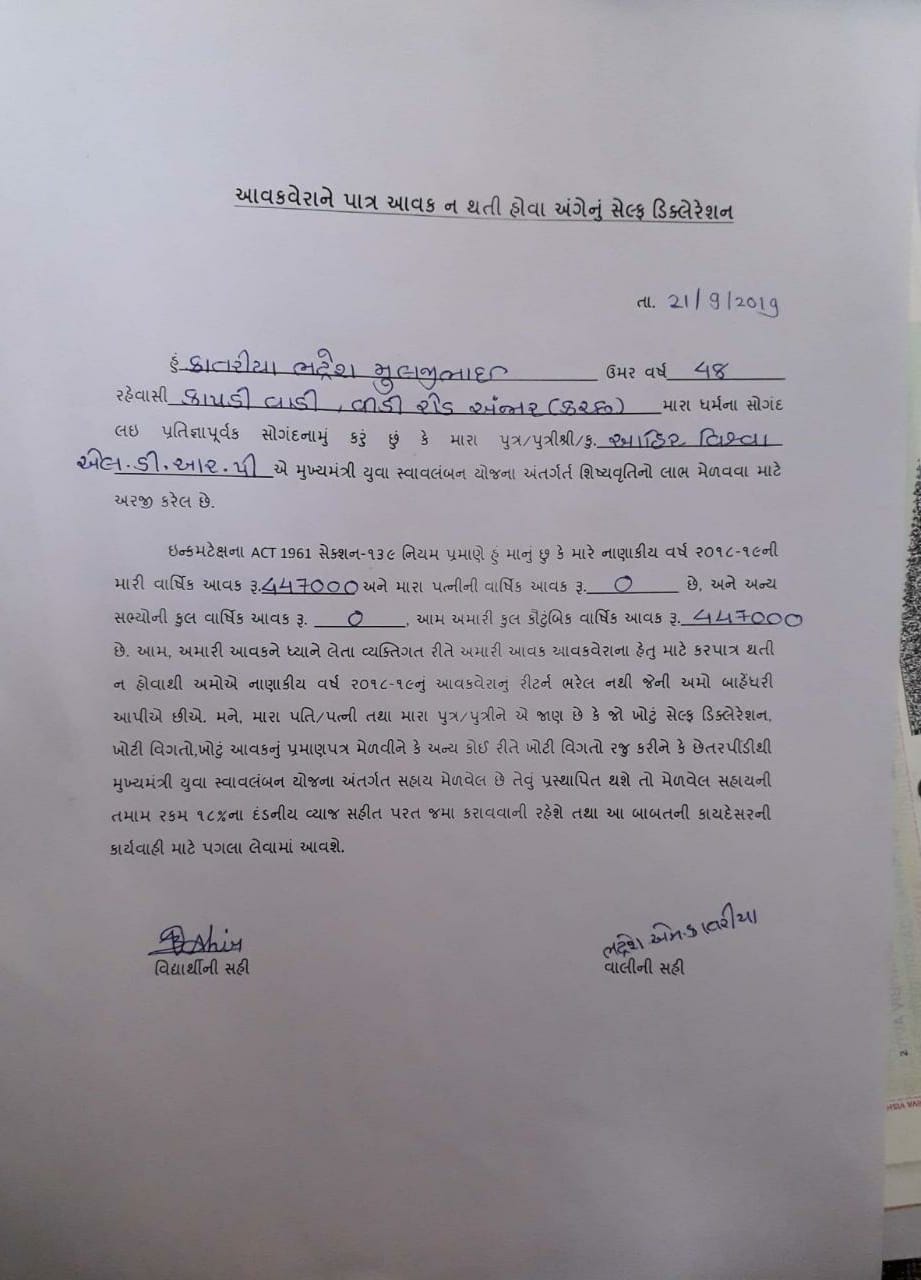 આવકવેરાને પાત્ર આવક ન થતી હોવા અંગેનું સેલ્ફ ડિક્લેરેશન
તા. 21/9/2019
હું કાતરીયા ભદ્રેશ મુલજીભાઇ ઉમર વર્ષ 48
રહેવાસી કાપડી વાડી, વીડી રોડ અંજાર (કચ્છ) મારા ધર્મના સોગંદ
લઇ પ્રતિજ્ઞાપૂર્વક સોગંદનામું કરું છું કે મારા પુત્ર/પુત્રીશ્રી/કુ. આહિર વિશ્વા
એલ.ડી.આર.પી એ મુખ્યમંત્રી યુવા સ્વાવલંબન યોજના અંતર્ગર્ત શિષ્યવૃતિનો લાભ મેળવવા માટે
અરજી કરેલ છે.
ઇન્કમટેક્ષના ACT 1961 સેક્શન-૧૩૯ નિયમ પ્રમાણે હું માનું છુ કે મારે નાણાકીય વર્ષ ૨૦૧૮-૧૯ની
મારી વાર્ષિક આવક રૂ.447000 અને મારા પત્નીની વાર્ષિક આવક રૂ. 0 છે, અને અન્ય
સભ્યોની કુલ વાર્ષિક આવક રૂ. 0 , આમ અમારી કુલ કૌટુંબિક વાર્ષિક આવક રૂ. 447000
છે. આમ, અમારી આવકને ધ્યાને લેતા વ્યક્તિગત રીતે અમારી આવક આવકવેરાના હેતુ માટે કરપાત્ર થતી
ન હોવાથી અમોએ નાણાકીય વર્ષ ૨૦૧૮-૧૯નું આવકવેરાનુ રીટર્ન ભરેલ નથી જેની અમો બાહેંધરી
આપીએ છીએ. મને, મારા પતિ/પત્ની તથા મારા પુત્ર/પુત્રીને એ જાણ છે કે જો ખોટું સેલ્ફ ડિક્લેરેશન,
ખોટી વિગતો,ખોટું આવકનું પ્રમાણપત્ર મેળવીને કે અન્ય કોઈ રીતે ખોટી વિગતો રજુ કરીને કે છેતરપીંડીથી
મુખ્યમંત્રી યુવા સ્વાવલંબન યોજના અંતર્ગત સહાય મેળવેલ છે તેવું પ્રસ્થાપિત થશે તો મેળવેલ સહાયની
તમામ રકમ ૧૮%ના દંડનીય વ્યાજ સહીત પરત જમા કરાવવાની રહેશે તથા આ બાબતની કાયદેસરની
કાર્યવાહી માટે પગલા લેવામાં આવશે.
ભદ્રેશ એમ.કાતરીયા
વિદ્યાર્થીની સહી વાલીની સહી